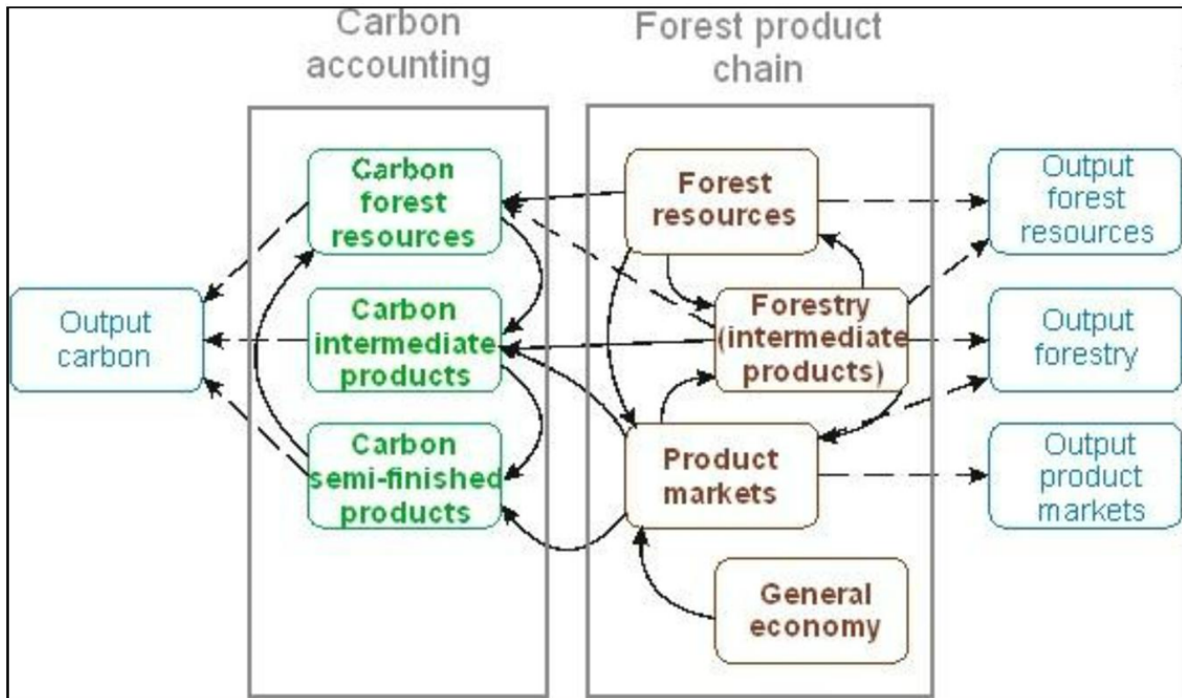 Carbon
accounting
Forest product
chain
Carbon
forest
resources
Forest
resources
Output
forest
resources
Output
carbon
Carbon
intermediate
products
Forestry
(intermediate
products)
Output
forestry
Carbon
semi-finished
products
Product
markets
Output
product
markets
General
economy